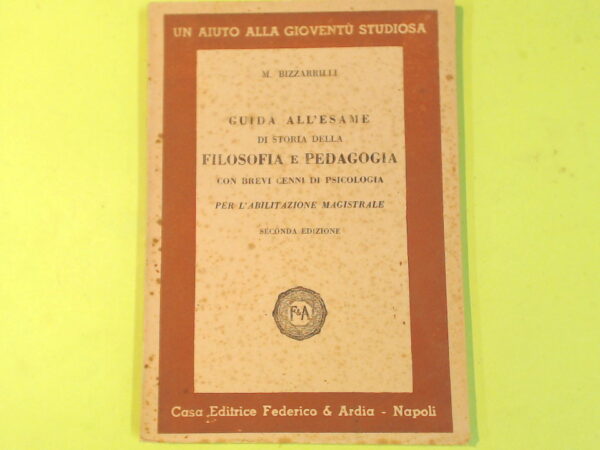 UN AIUTO ALLA GIOVENTÙ STUDIOSA
M. BIZZARRILLI
GUIDA ALL'ESAME
DI STORIA DELLA
FILOSOFIA E PEDAGOGIA
CON BREVI CENNI DI PSICOLOGIA
PER L'ABILITAZIONE MAGISTRALE
SECONDA EDIZIONE
F&A
Casa Editrice Federico & Ardia - Napoli